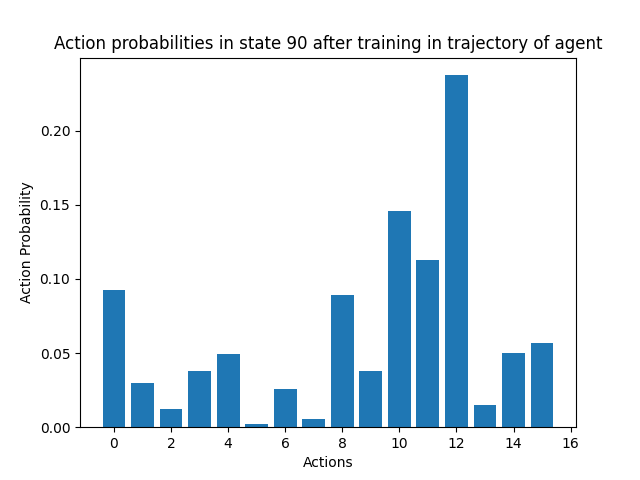 Action probabilities in state 90 after training in trajectory of agent
0.20
0.15
0.10
0.05
0.00
Action Probability
0 2 4 6 8 10 12 14 16
Actions